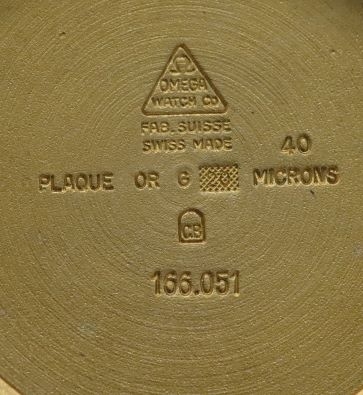 Ω
OMEGA
WATCH CO
FAB. SUISSE
SWISS MADE
40
PLAQUE OR G MICRONS
CB
166.051